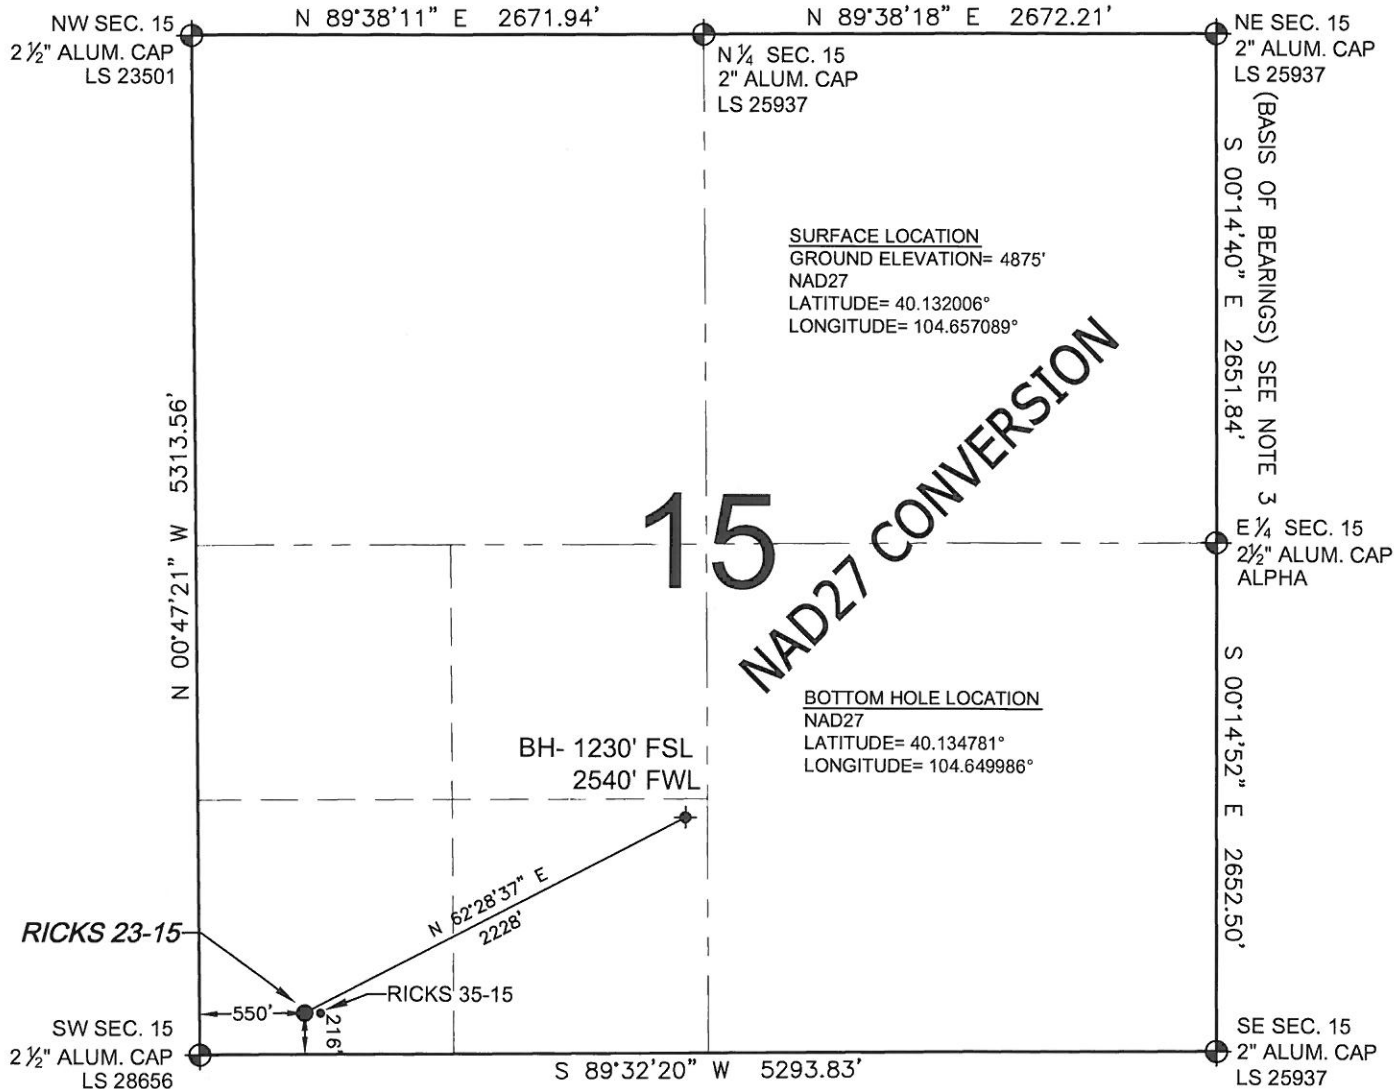 N 89°38'11" E 2671.94'
N 89°38'18" E 2672.21'
NW SEC. 15
2 ½" ALUM. CAP
LS 23501
N ¼ SEC. 15
2" ALUM. CAP
LS 25937
NE SEC. 15
2" ALUM. CAP
LS 25937
(BASIS OF BEARINGS) SEE NOTE 3
S 00°14'40" E 2651.84'
SURFACE LOCATION
GROUND ELEVATION= 4875'
NAD27
LATITUDE= 40.132006°
LONGITUDE= 104.657089°
NAD27 CONVERSION
N 00°47'21" W 5313.56'
15
E ¼ SEC. 15
2½" ALUM. CAP
ALPHA
S 00°14'52" E 2652.50'
BOTTOM HOLE LOCATION
NAD27
LATITUDE= 40.134781°
LONGITUDE= 104.649986°
BH- 1230' FSL
2540' FWL
N 62°28'37" E
2228'
RICKS 23-15
RICKS 35-15
550'
216'
SW SEC. 15
2 ½" ALUM. CAP
LS 28656
S 89°32'20" W 5293.83'
SE SEC. 15
2" ALUM. CAP
LS 25937